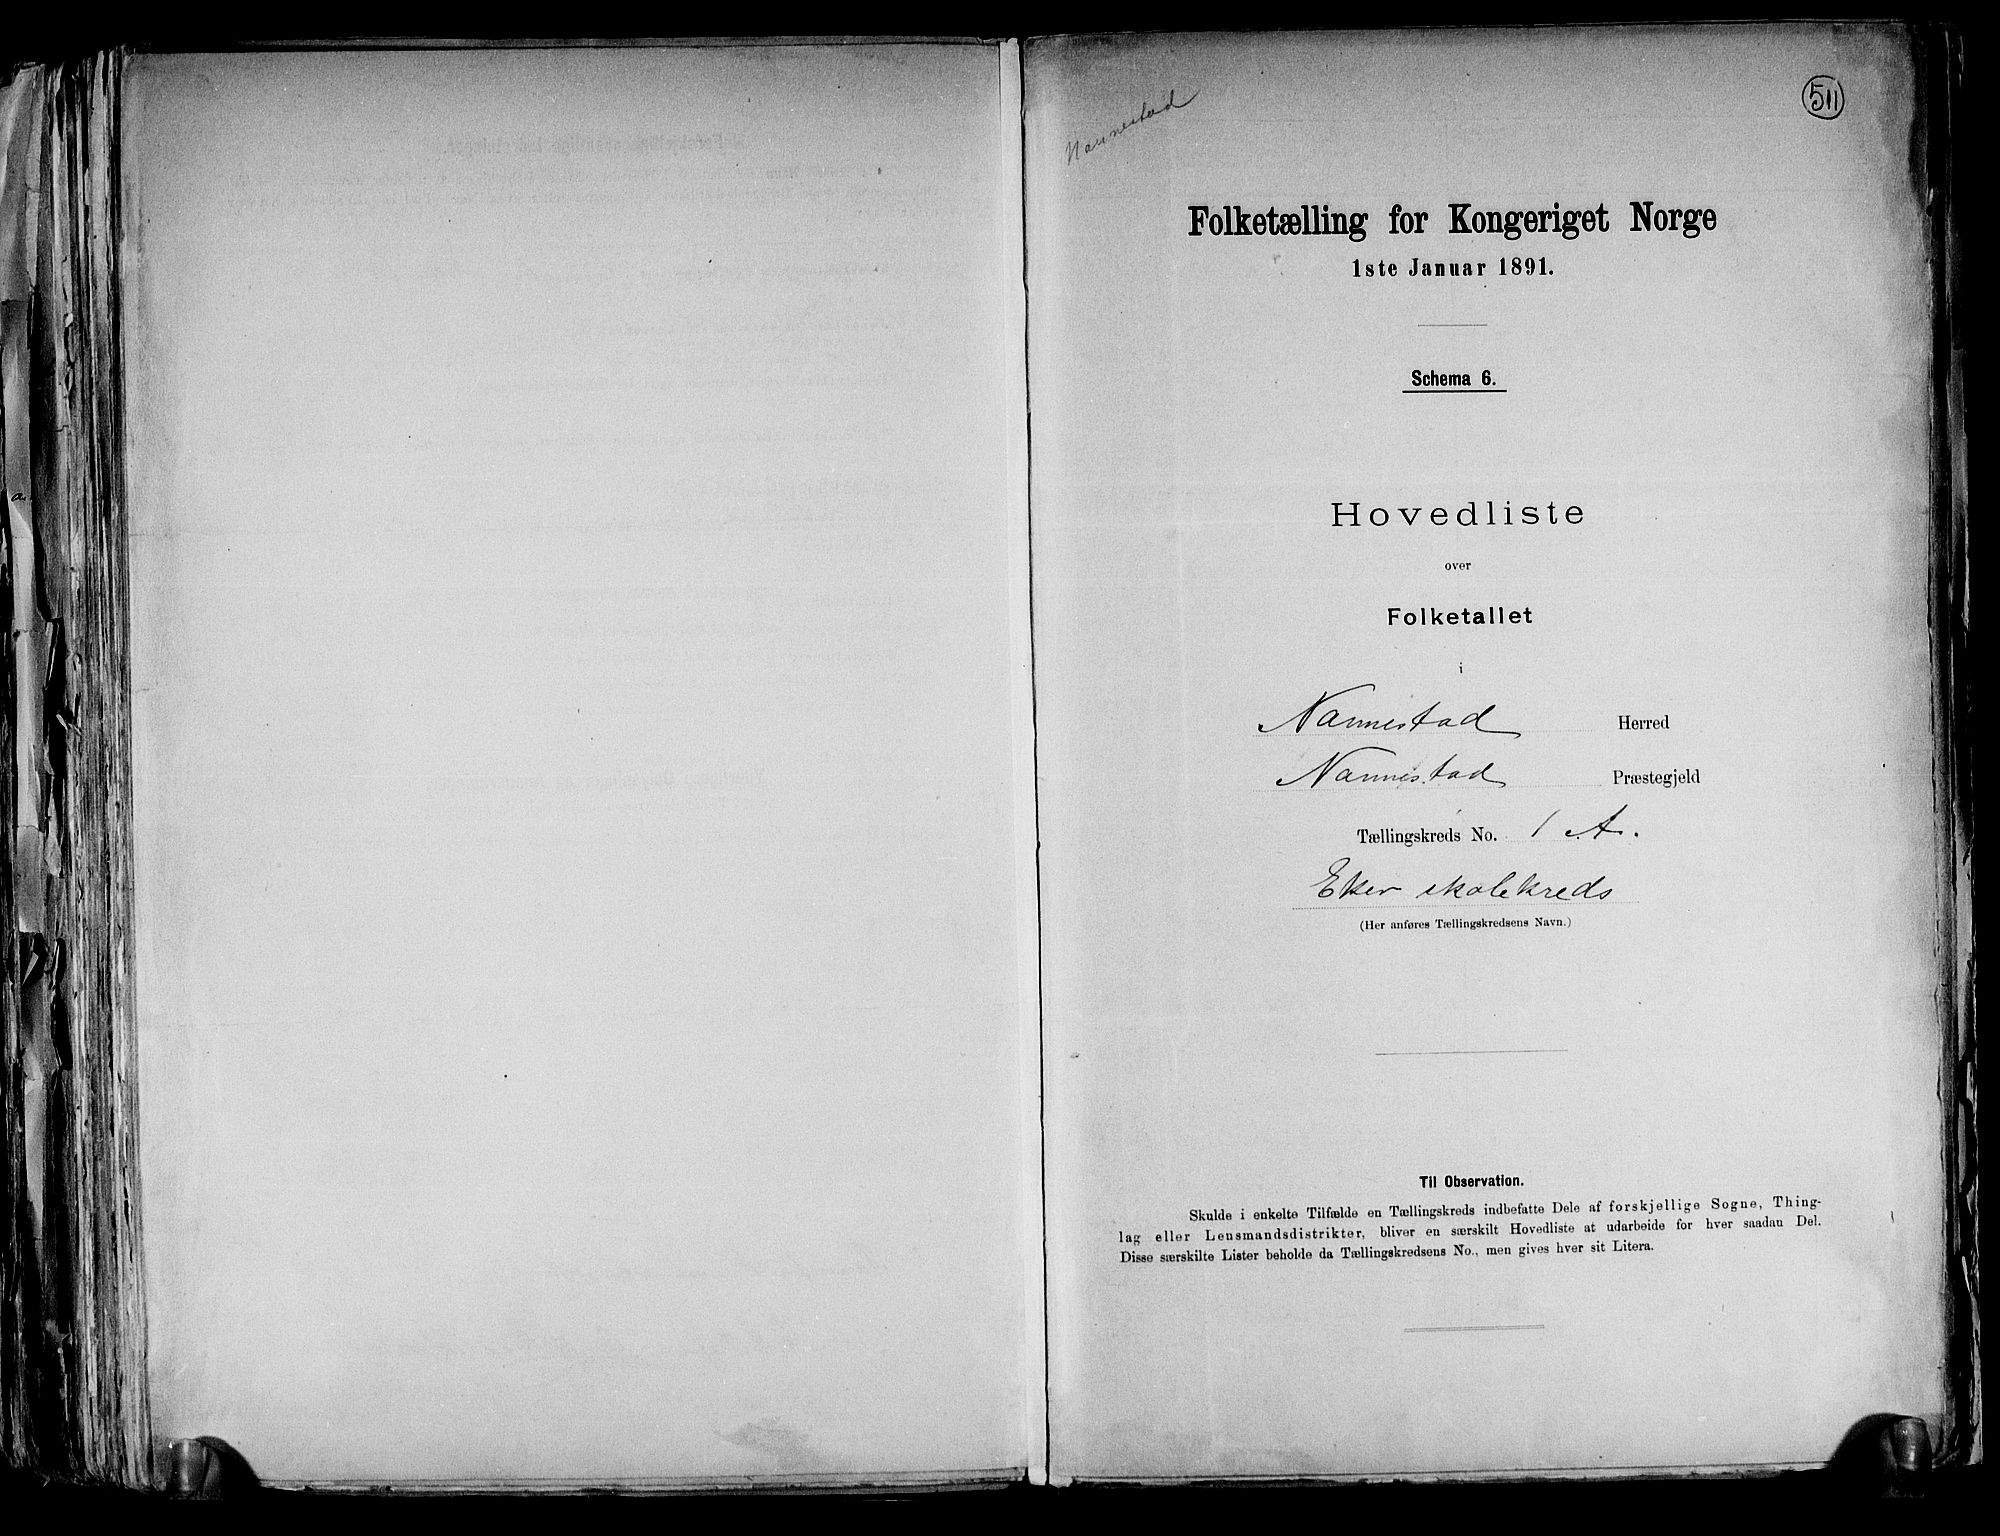 Nannestad
511
Folketælling for Kongeriget Norge
1ste Januar 1891.
Schema 6.
Hovedliste
over
Folketallet
i
Nannestad Herred
Nannestad Præstegjeld
Tællingskreds No. 1 A.
Eker skolekreds
(Her anføres Tællingskredsens Navn.)
Til Observation.
Skulde i enkelte Tilfælde en Tællingskreds indbefatte Dele af forskjellige Sogne, Thing-
lag eller Lensmandsdistrikter, bliver en særskilt Hovedliste at udarbeide for hver saadan Del.
Disse særskilte Lister beholde da Tællingskredsens No., men gives hver sit Litera.